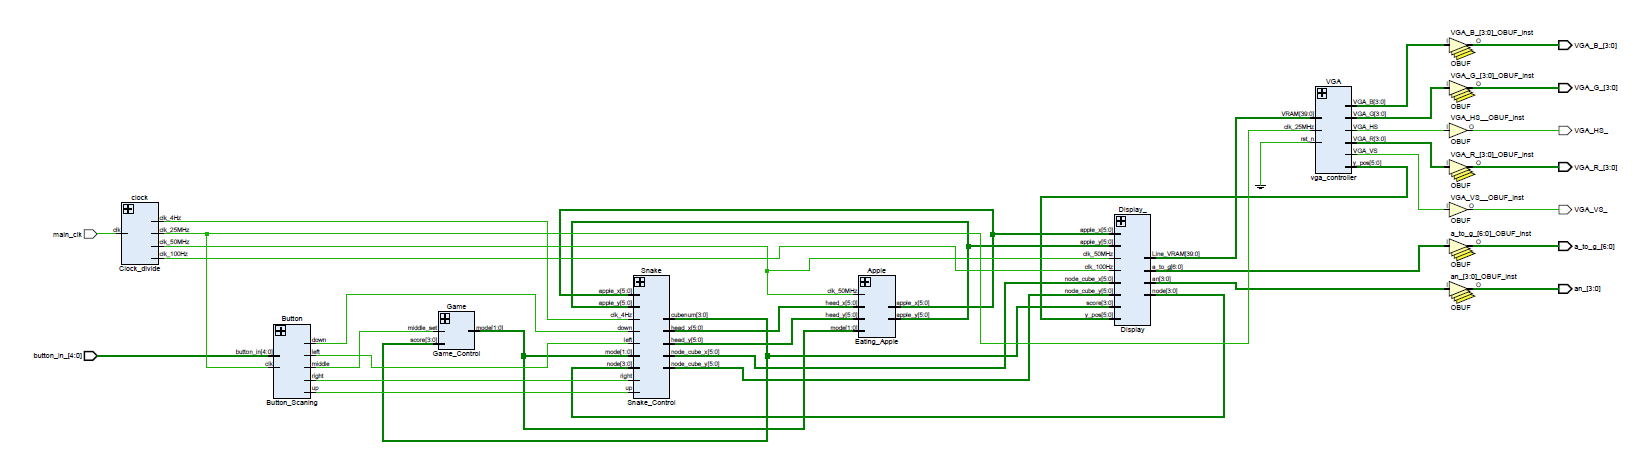 main_clk
clock
clk
clk_4Hz
clk_25MHz
clk_50MHz
clk_100Hz
Clock_divide
button_in_[4:0]
Button
button_in[4:0]
clk
down
left
middle
right
up
Button_Scaning
Game
middle_set
score[3:0]
mode[1:0]
Game_Control
Snake
apple_x[5:0]
apple_y[5:0]
clk_4Hz
down
left
mode[1:0]
node[3:0]
right
up
cubenum[3:0]
head_x[5:0]
head_y[5:0]
node_cube_x[5:0]
node_cube_y[5:0]
Snake_Control
Apple
clk_50MHz
head_x[5:0]
head_y[5:0]
mode[1:0]
apple_x[5:0]
apple_y[5:0]
Eating_Apple
Display_
apple_x[5:0]
apple_y[5:0]
clk_50MHz
clk_100Hz
node_cube_x[5:0]
node_cube_y[5:0]
score[3:0]
y_pos[5:0]
Line_VRAM[39:0]
a_to_g[6:0]
an[3:0]
node[3:0]
Display
VGA
VRAM[39:0]
clk_25MHz
rst_n
VGA_B[3:0]
VGA_G[3:0]
VGA_HS
VGA_R[3:0]
VGA_VS
y_pos[5:0]
vga_controller
VGA_B_[3:0]_OBUF_inst
I
O
OBUF
VGA_B_[3:0]
VGA_G_[3:0]_OBUF_inst
I
O
OBUF
VGA_G_[3:0]
VGA_HS__OBUF_inst
I
O
OBUF
VGA_HS_
VGA_R_[3:0]_OBUF_inst
I
O
OBUF
VGA_R_[3:0]
VGA_VS__OBUF_inst
I
O
OBUF
VGA_VS_
a_to_g_[6:0]_OBUF_inst
I
O
OBUF
a_to_g_[6:0]
an_[3:0]_OBUF_inst
I
O
OBUF
an_[3:0]